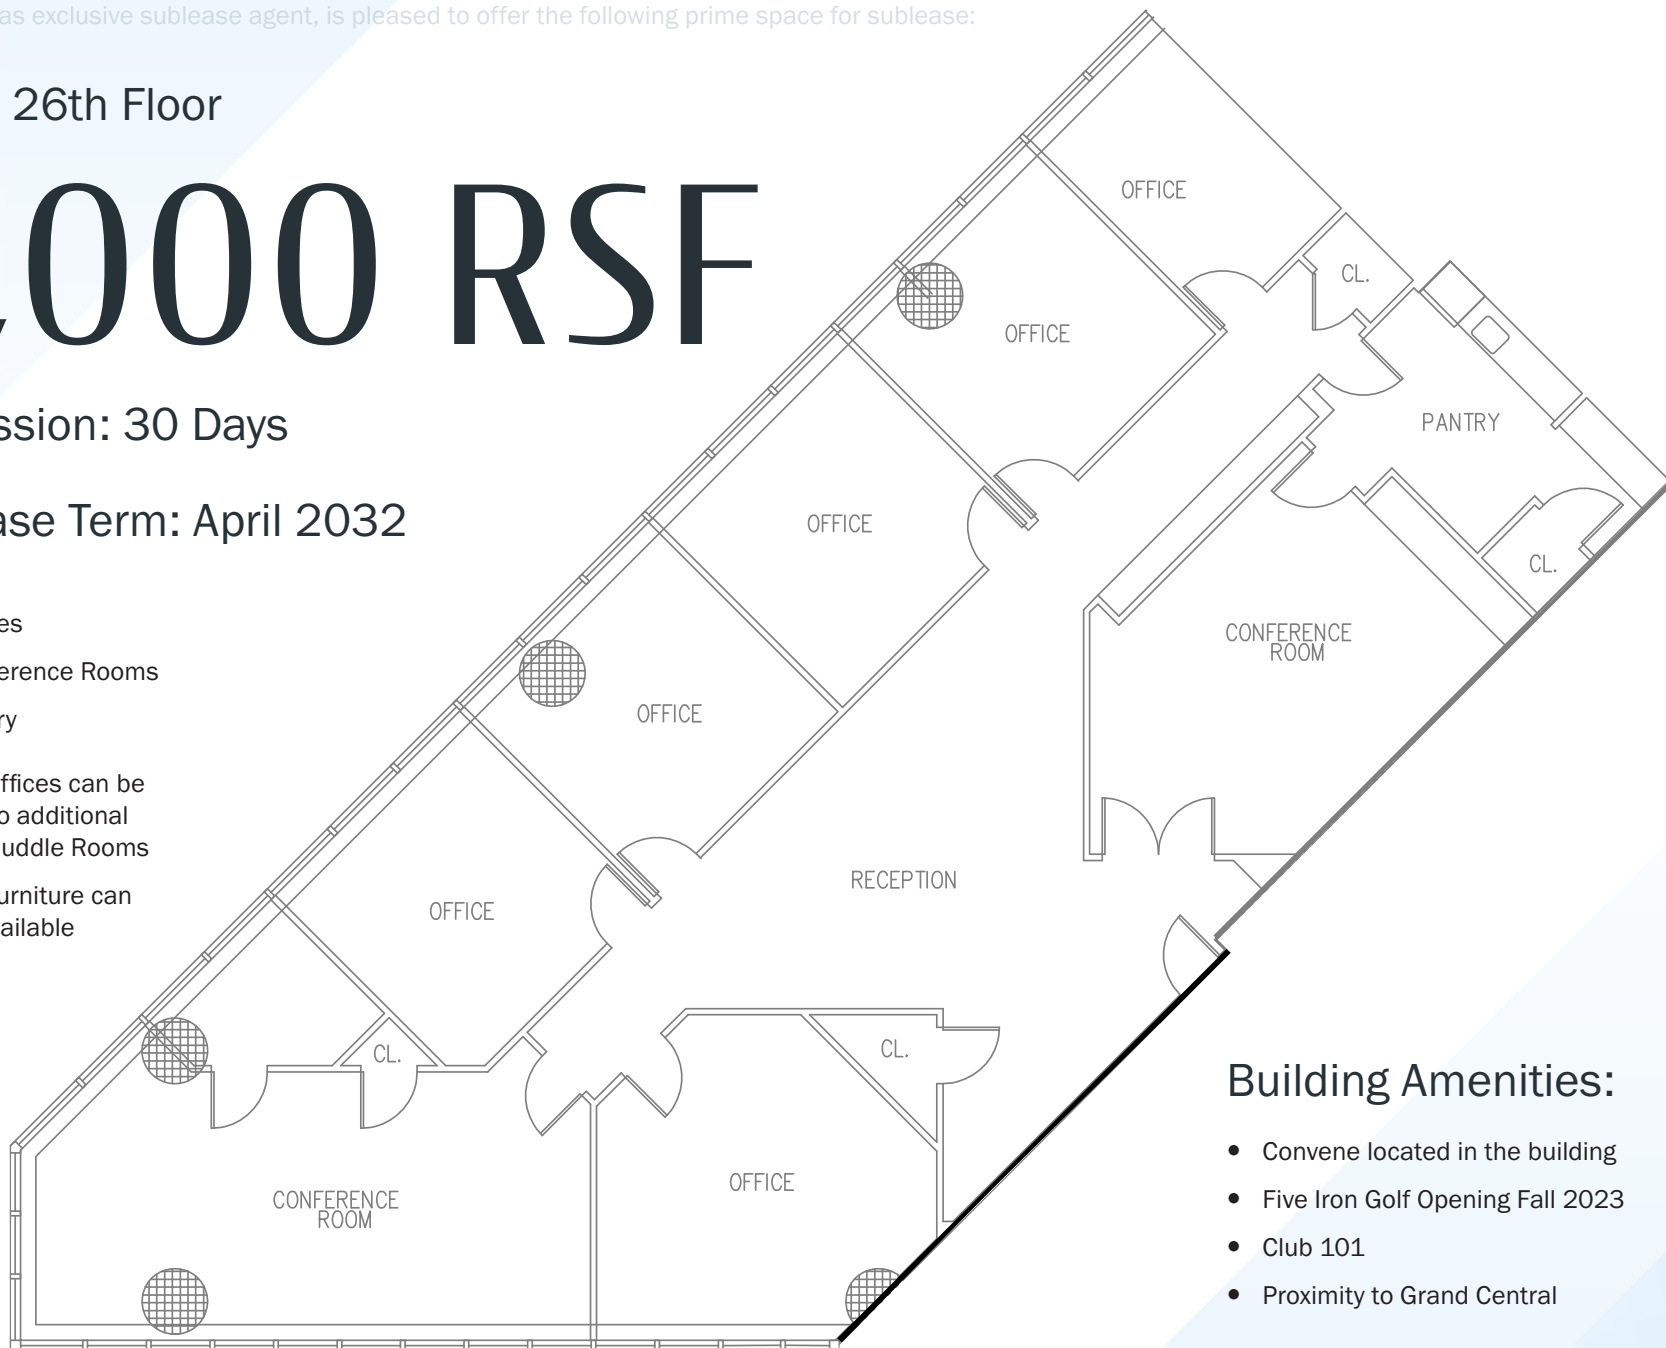 as exclusive sublease agent, is pleased to offer the following prime space for sublease:
26th Floor
,000 RSF
ssion: 30 Days
ase Term: April 2032
es
erence Rooms
ry
ffices can be
o additional
uddle Rooms
urniture can
ailable
OFFICE
CL.
OFFICE
PANTRY
OFFICE
CL.
CONFERENCE
ROOM
OFFICE
RECEPTION
OFFICE
CL.
CL.
OFFICE
CONFERENCE
ROOM
Building Amenities:
• Convene located in the building
• Five Iron Golf Opening Fall 2023
• Club 101
• Proximity to Grand Central